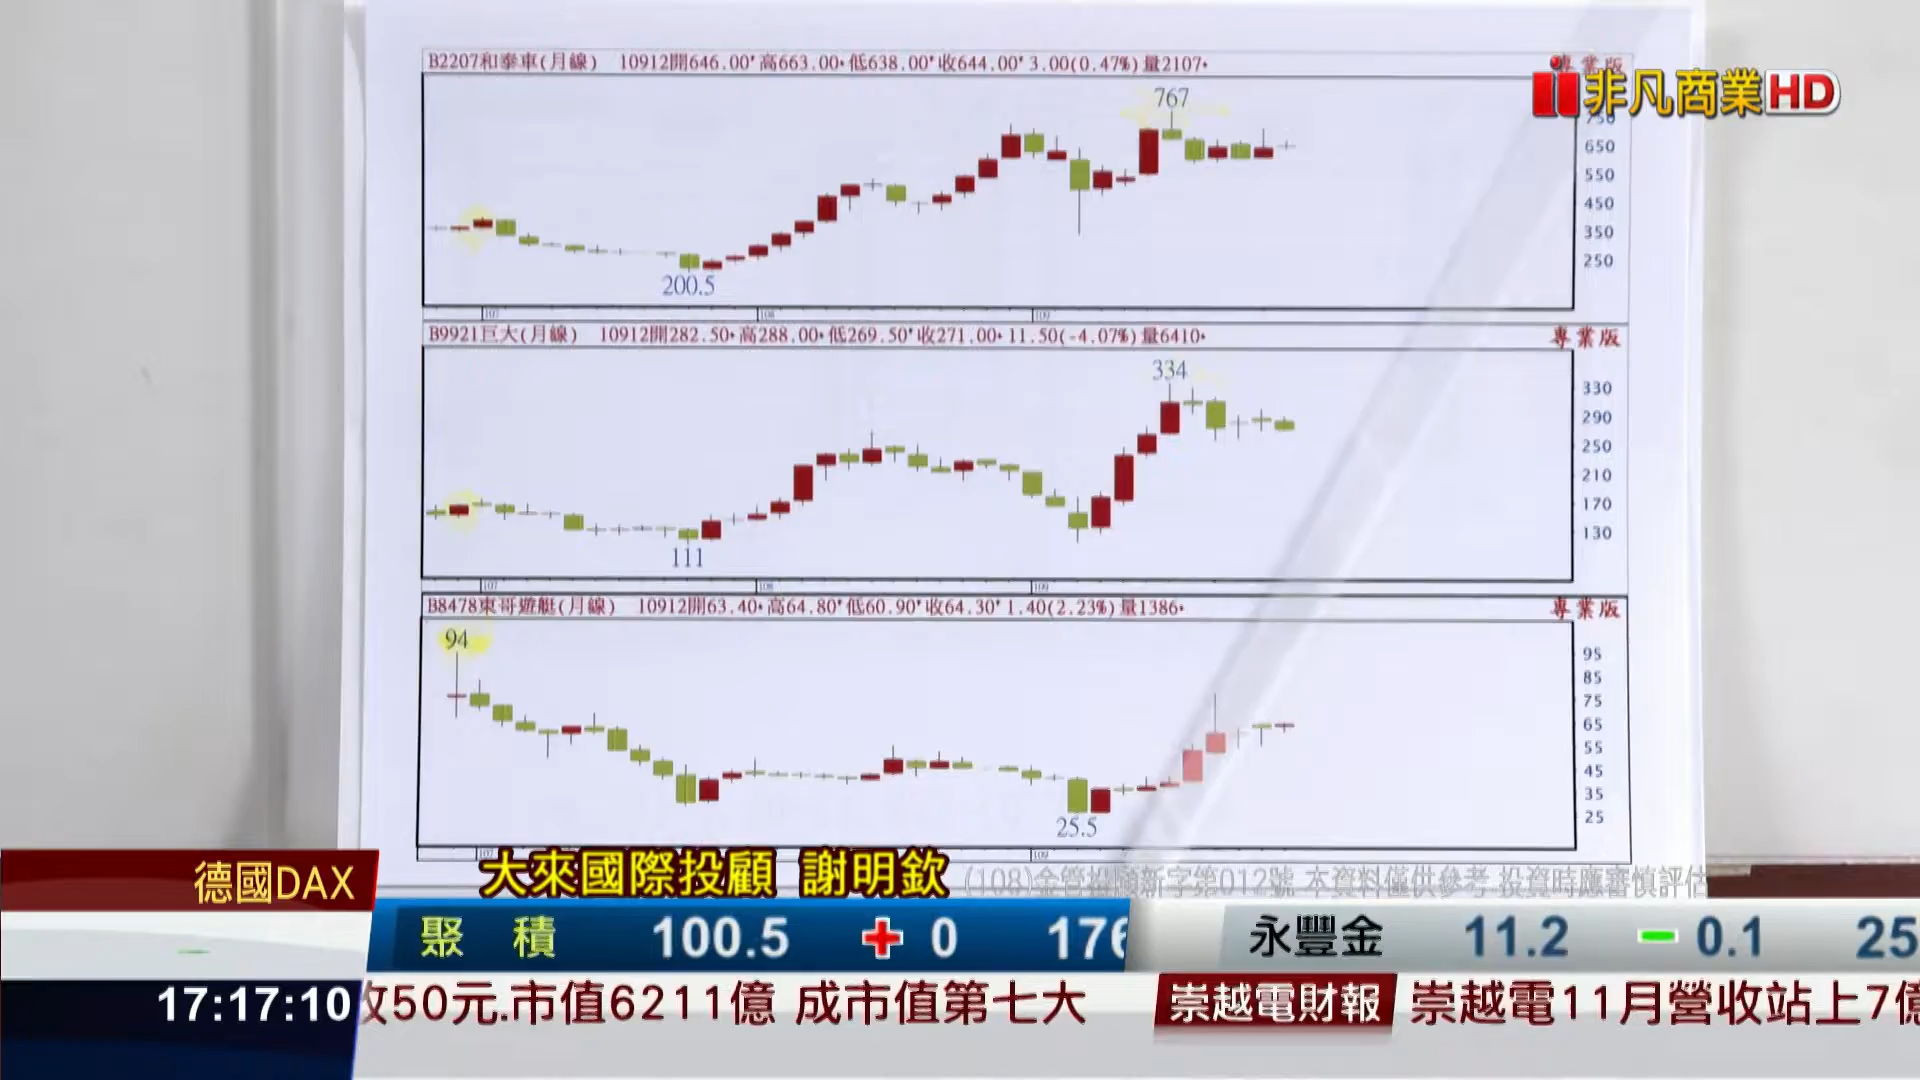 B2207和泰車(月線) 10912開646.00 高663.00 低638.00 收644.00 3.00(0.47%)量2107
非凡商業HD
767
750
650
550
450
350
250
200.5
107 108 109
B9921巨大(月線) 10912開282.50 高288.00 低269.50 收271.00 11.50(-4.07%)量6410
專業版
334
330
290
250
210
170
130
111
107 108 109
B8478東哥遊艇(月線) 10912開63.40 高64.80 低60.90 收64.30 1.40(2.23%)量1386
專業版
94
95
85
75
65
55
45
35
25
25.5
107 109
德國DAX
大來國際投顧 謝明欽
(108)金管投顧新字第012號 本資料僅供參考 投資時應審慎評估
聚積 100.5 + 0 176
永豐金 11.2 - 0.1 25
17:17:10
收50元.市值6211億 成市值第七大
崇越電財報 崇越電11月營收站上7億